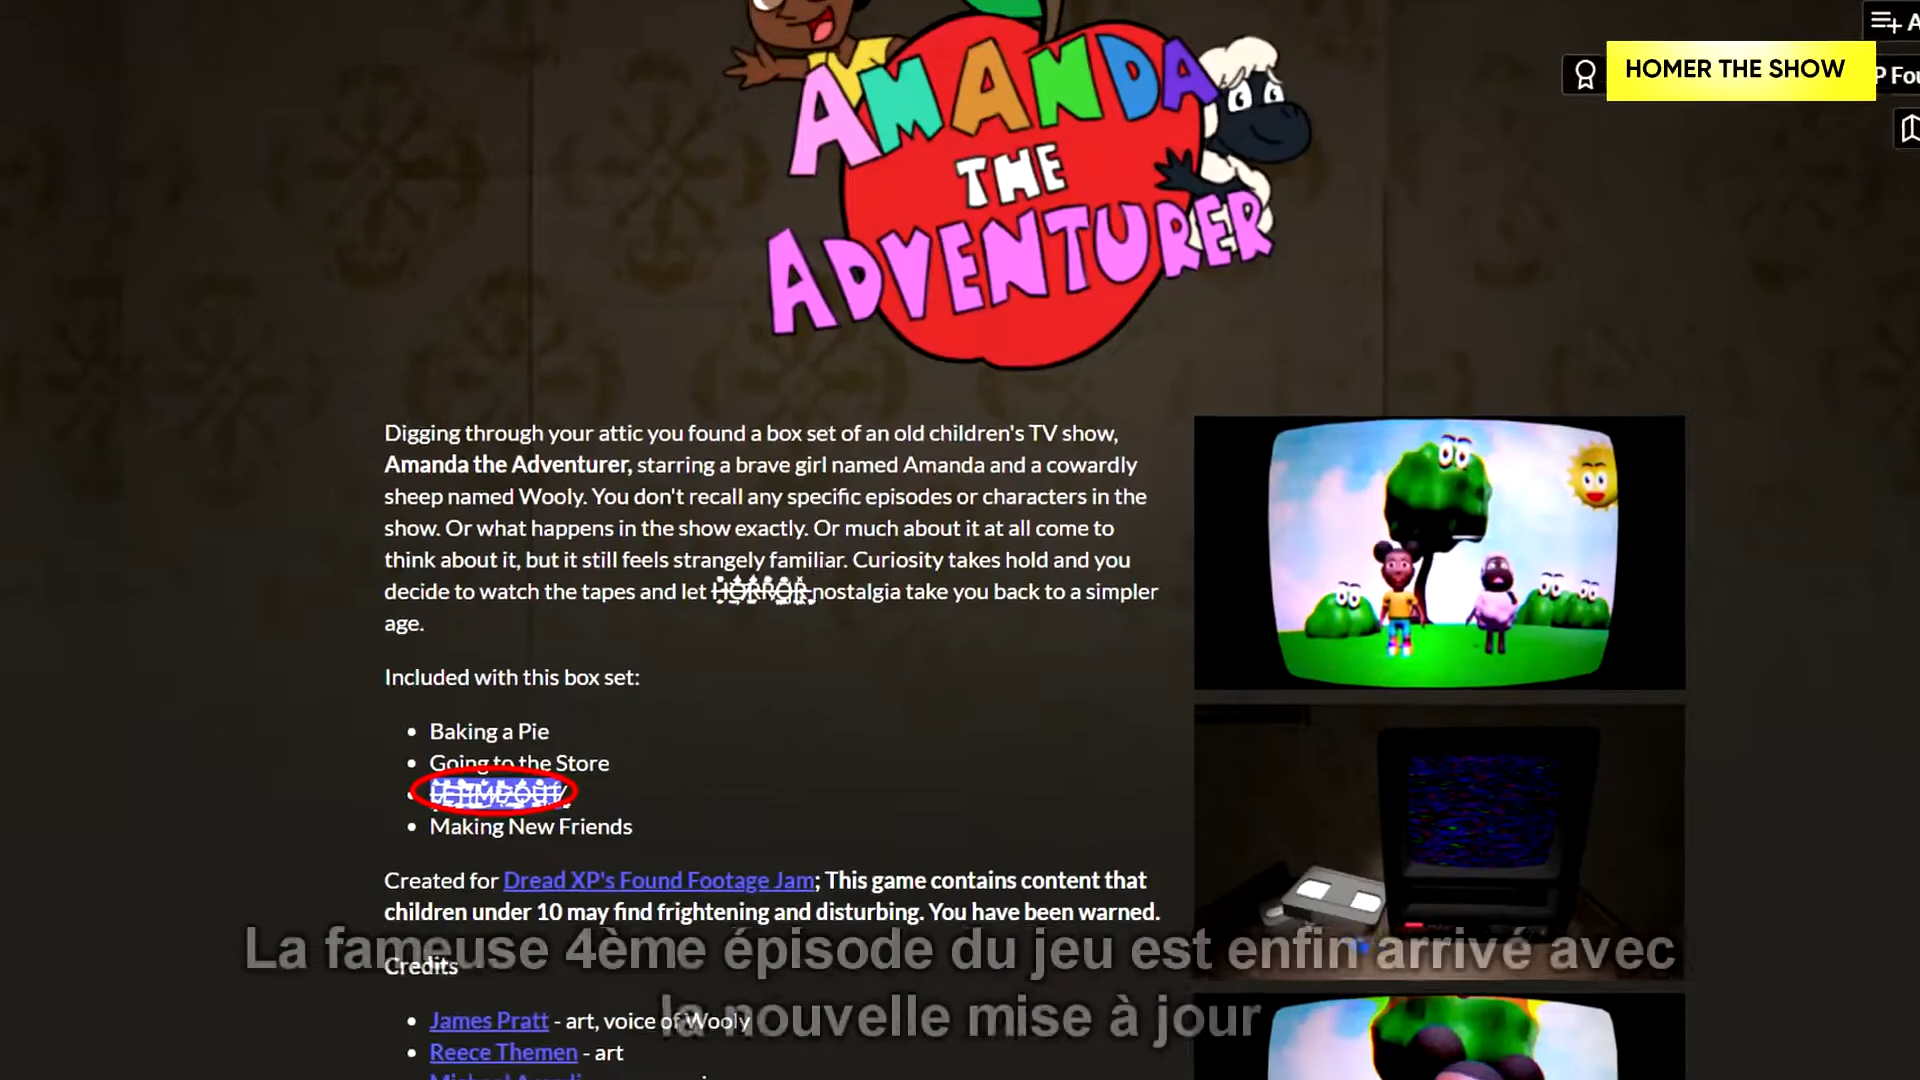 AMANDA
THE
ADVENTURER
A
HOMER THE SHOW
P Fou
Digging through your attic you found a box set of an old children's TV show,
Amanda the Adventurer, starring a brave girl named Amanda and a cowardly
sheep named Wooly. You don't recall any specific episodes or characters in the
show. Or what happens in the show exactly. Or much about it at all come to
think about it, but it still feels strangely familiar. Curiosity takes hold and you
decide to watch the tapes and let HORROR nostalgia take you back to a simpler
age.
Included with this box set:
• Baking a Pie
• Going to the Store
• LETMEOUT
• Making New Friends
Created for Dread XP's Found Footage Jam; This game contains content that
children under 10 may find frightening and disturbing. You have been warned.
La fameuse 4ème épisode du jeu est enfin arrivé avec
la nouvelle mise à jour
Credits
• James Pratt - art, voice of Wooly
• Reece Themen - art